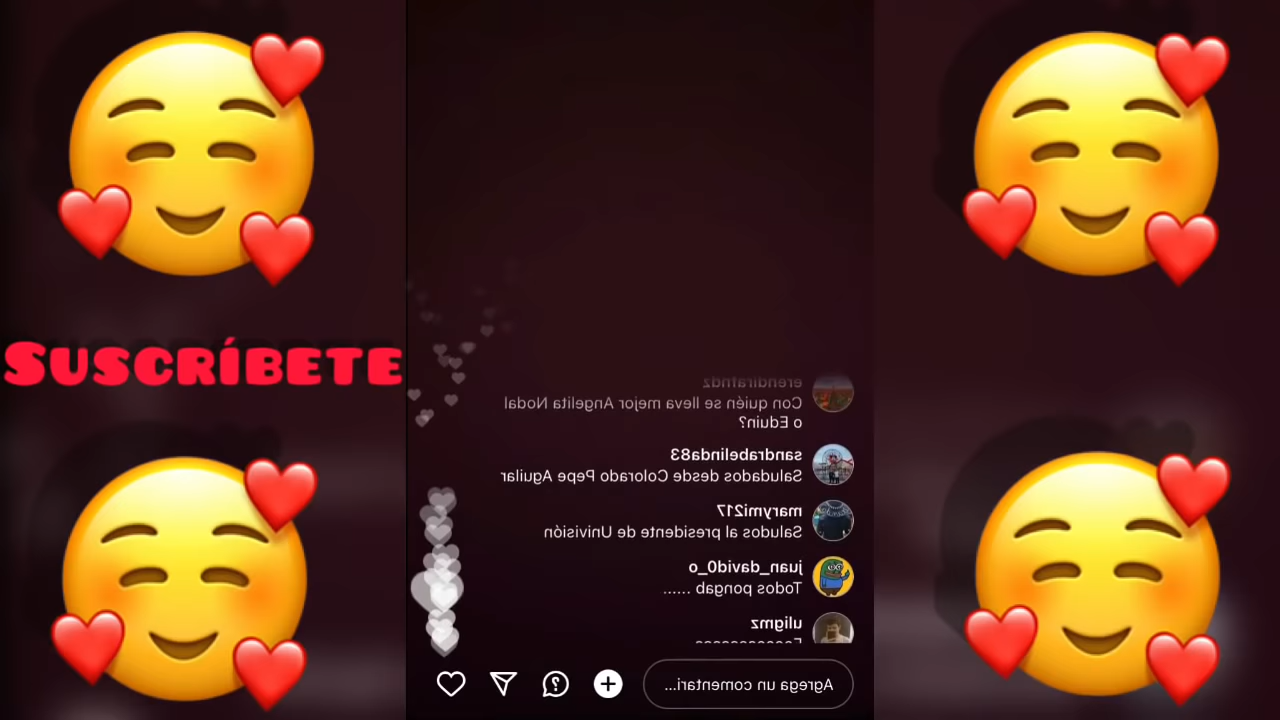 SUSCRÍBETE
erendirafndz
Con quién se lleva mejor Angelita Nodal
o Eduin?
sandrabelinda83
Saludados desde Colorado Pepe Aguilar
marymi217
Saludos al presidente de Univisión
juan_david0_o
Todos pongab ......
uligmz
Agrega un comentari...